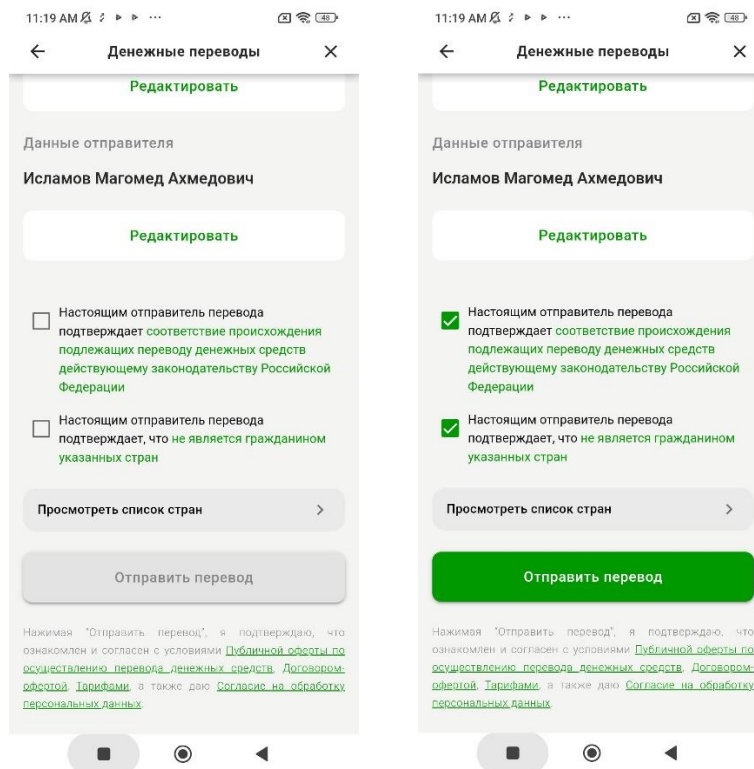 11:19 AM
48
Денежные переводы
Редактировать
Данные отправителя
Исламов Магомед Ахмедович
Редактировать
Настоящим отправитель перевода
подтверждает соответствие происхождения
подлежащих переводу денежных средств
действующему законодательству Российской
Федерации
Настоящим отправитель перевода
подтверждает, что не является гражданином
указанных стран
Просмотреть список стран
Отправить перевод
Нажимая "Отправить перевод", я подтверждаю, что
ознакомлен и согласен с условиями Публичной оферты по
осуществлению перевода денежных средств, Договором-
офертой, Тарифами, а также даю Согласие на обработку
персональных данных.
11:19 AM
48
Денежные переводы
Редактировать
Данные отправителя
Исламов Магомед Ахмедович
Редактировать
Настоящим отправитель перевода
подтверждает соответствие происхождения
подлежащих переводу денежных средств
действующему законодательству Российской
Федерации
Настоящим отправитель перевода
подтверждает, что не является гражданином
указанных стран
Просмотреть список стран
Отправить перевод
Нажимая "Отправить перевод", я подтверждаю, что
ознакомлен и согласен с условиями Публичной оферты по
осуществлению перевода денежных средств, Договором-
офертой, Тарифами, а также даю Согласие на обработку
персональных данных.